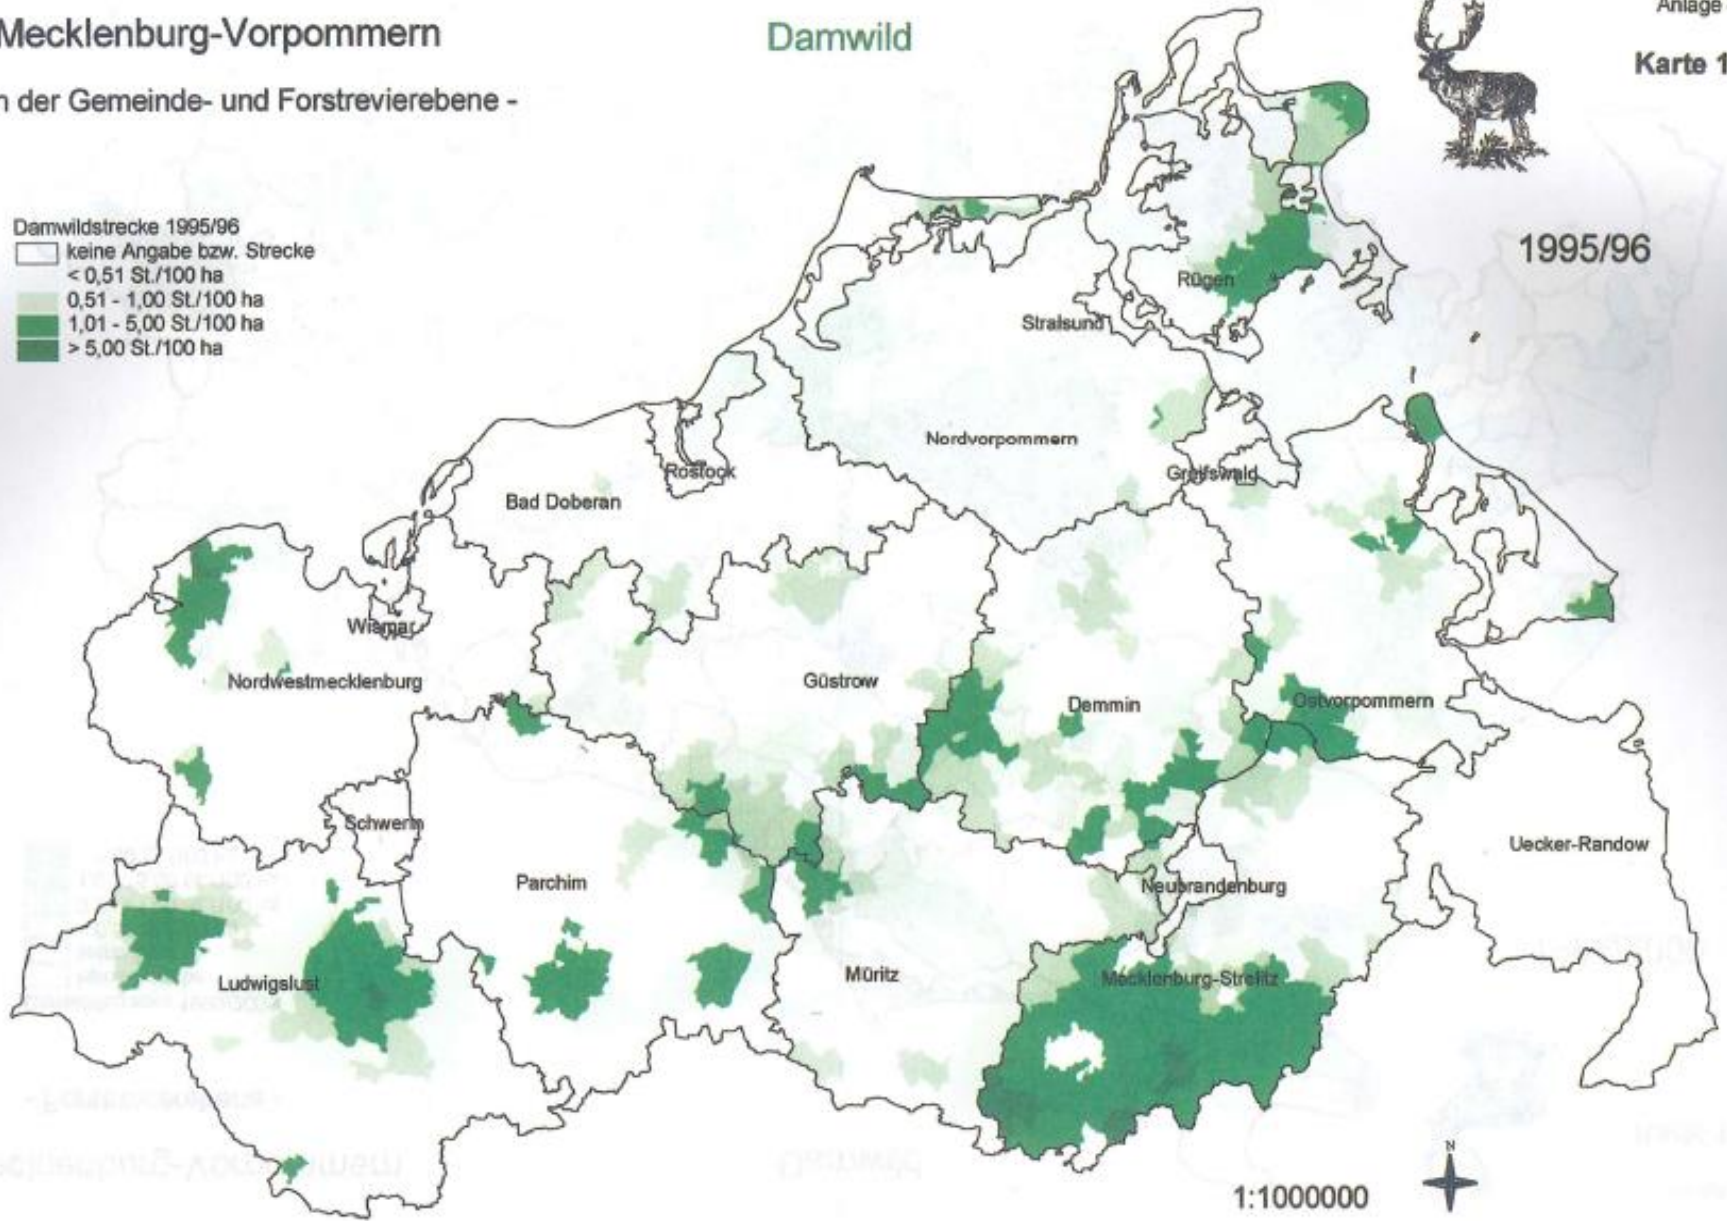 Mecklenburg-Vorpommern
Damwild
Anlage
Karte 1
n der Gemeinde- und Forstrevierebene -
Damwildstrecke 1995/96
keine Angabe bzw. Strecke
< 0,51 St./100 ha
0,51 - 1,00 St./100 ha
1,01 - 5,00 St./100 ha
> 5,00 St./100 ha
1995/96
Rügen
Stralsund
Nordvorpommern
Rostock
Greifswald
Bad Doberan
Wismar
Nordwestmecklenburg
Güstrow
Demmin
Ostvorpommern
Schwerin
Uecker-Randow
Parchim
Neubrandenburg
Ludwigslust
Müritz
Mecklenburg-Strelitz
N
1:1000000